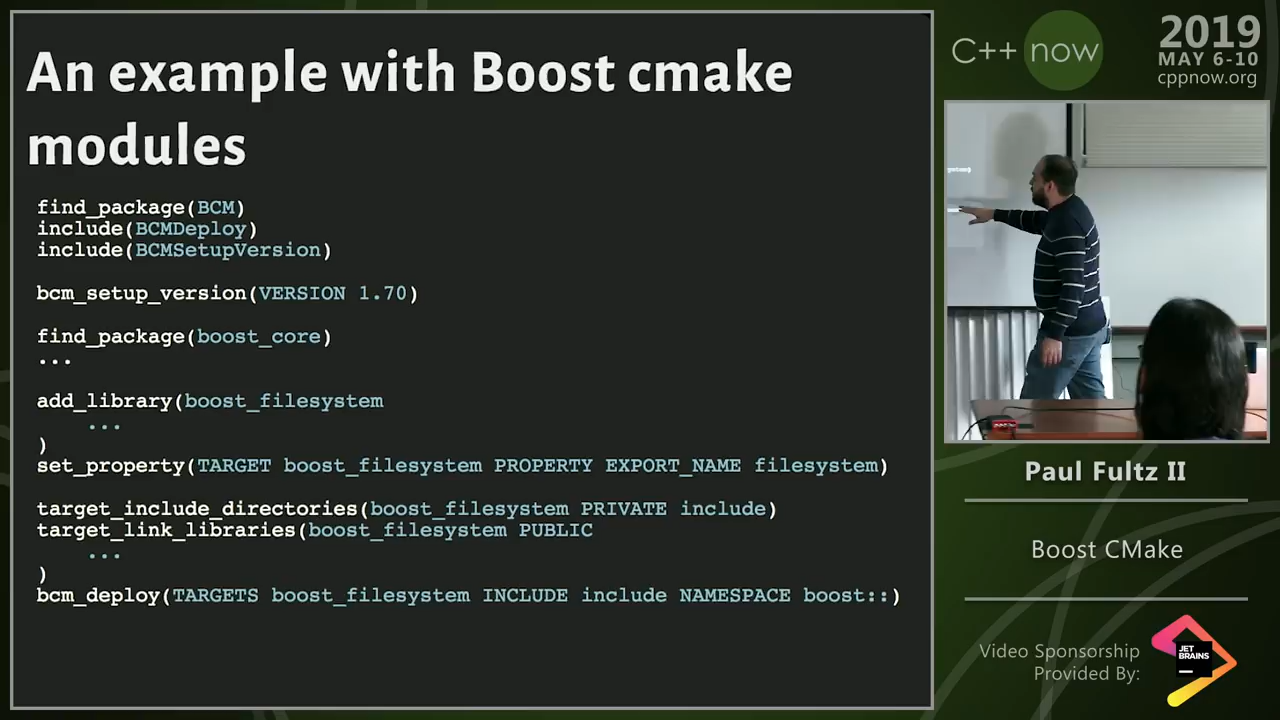 An example with Boost cmake
modules
find_package(BCM)
include(BCMDeploy)
include(BCMSetupVersion)
bcm_setup_version(VERSION 1.70)
find_package(boost_core)
...
add_library(boost_filesystem
...
)
set_property(TARGET boost_filesystem PROPERTY EXPORT_NAME filesystem)
target_include_directories(boost_filesystem PRIVATE include)
target_link_libraries(boost_filesystem PUBLIC
...
)
bcm_deploy(TARGETS boost_filesystem INCLUDE include NAMESPACE boost::)
C++ now
2019
MAY 6-10
cppnow.org
Paul Fultz II
Boost CMake
Video Sponsorship
Provided By:
JET
BRAINS